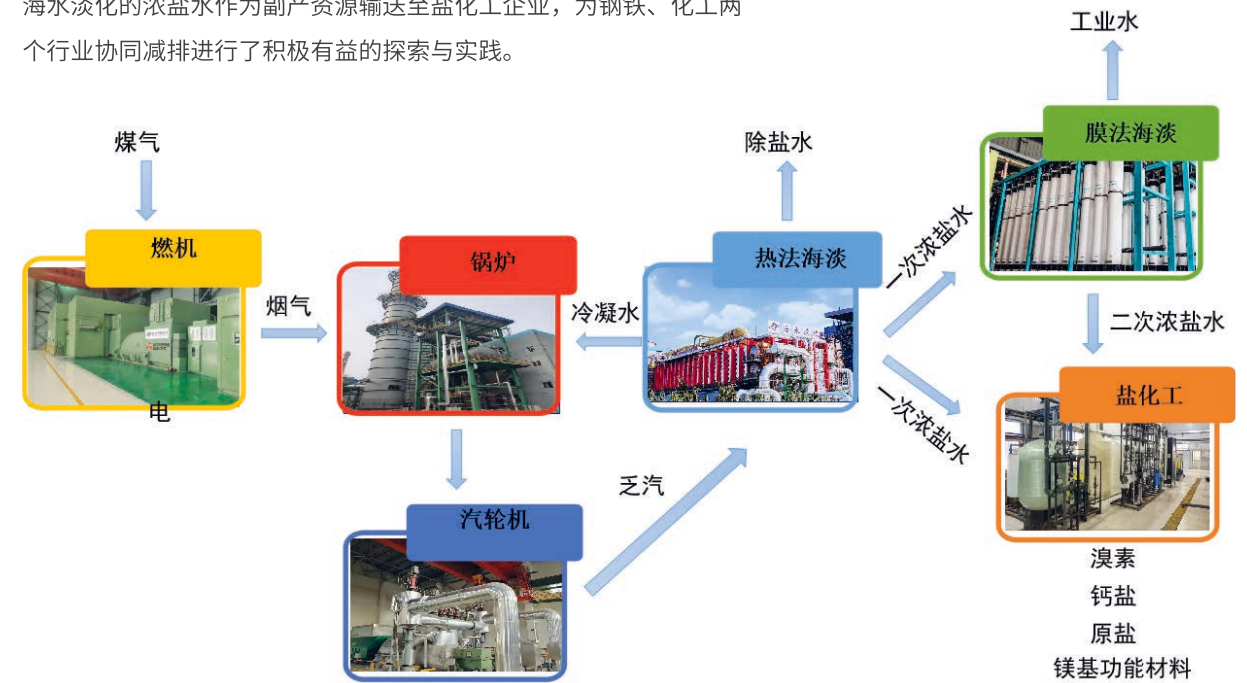 海水淡化的浓盐水作为副产资源输送至盐化工企业，为钢铁、化工两
个行业协同减排进行了积极有益的探索与实践。
工业水
膜法海淡
煤气
除盐水
燃机
锅炉
热法海淡
一次浓盐水
烟气
冷凝水
二次浓盐水
电
一次浓盐水
盐化工
乏汽
汽轮机
溴素
钙盐
原盐
镁基功能材料